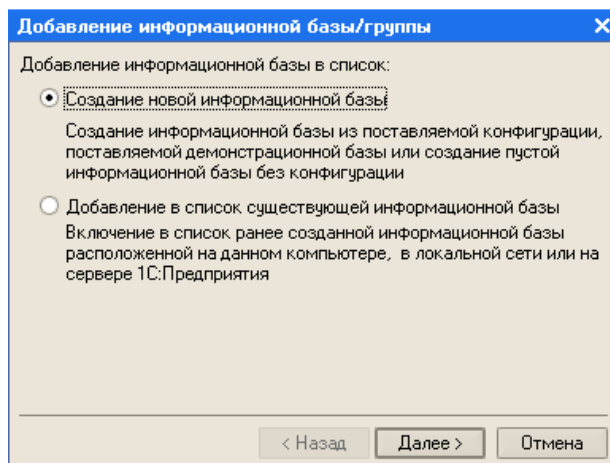 Добавление информационной базы/группы
Добавление информационной базы в список:
Создание новой информационной базы
Создание информационной базы из поставляемой конфигурации,
поставляемой демонстрационной базы или создание пустой
информационной базы без конфигурации
Добавление в список существующей информационной базы
Включение в список ранее созданной информационной базы
расположенной на данном компьютере, в локальной сети или на
сервере 1С:Предприятия
< Назад Далее > Отмена